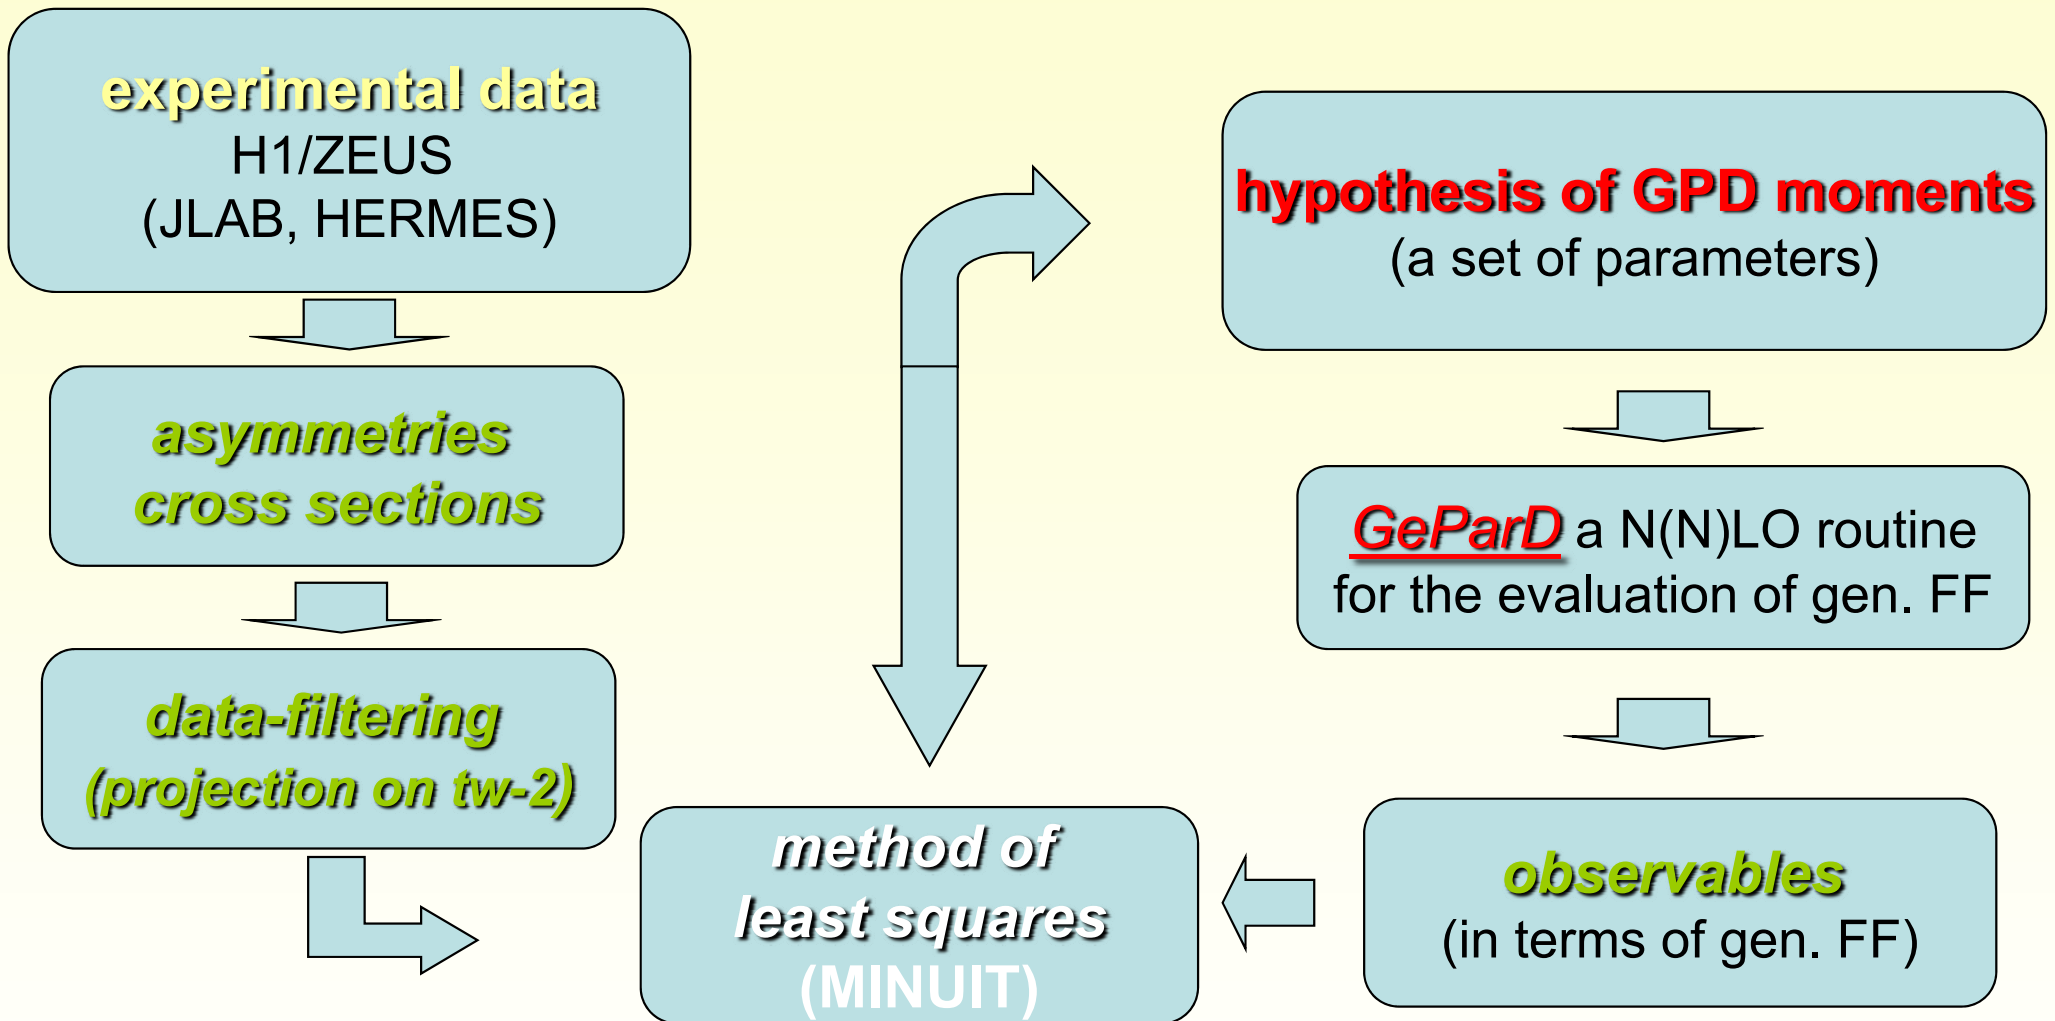 experimental data
H1/ZEUS
(JLAB, HERMES)
asymmetries
cross sections
data-filtering
(projection on tw-2)
method of
least squares
(MINUIT)
hypothesis of GPD moments
(a set of parameters)
GeParD a N(N)LO routine
for the evaluation of gen. FF
observables
(in terms of gen. FF)